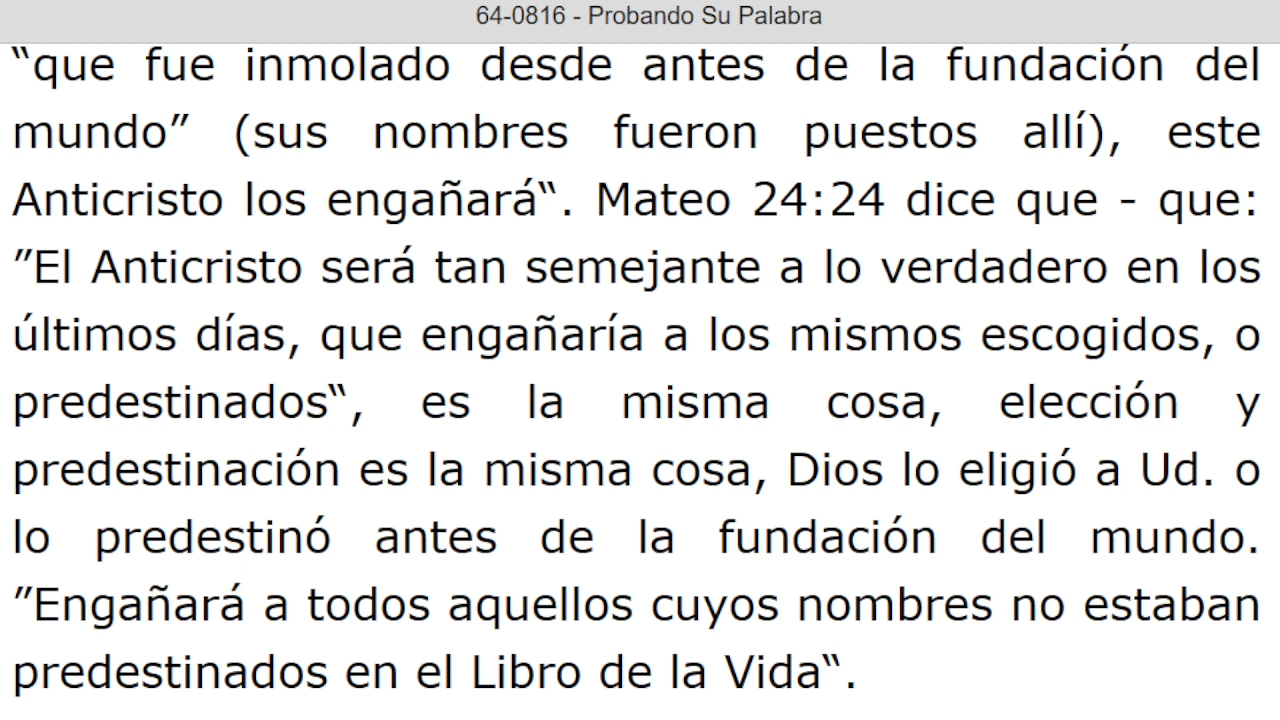 64-0816 - Probando Su Palabra
“que fue inmolado desde antes de la fundación del
mundo” (sus nombres fueron puestos allí), este
Anticristo los engañará“. Mateo 24:24 dice que - que:
”El Anticristo será tan semejante a lo verdadero en los
últimos días, que engañaría a los mismos escogidos, o
predestinados“, es la misma cosa, elección y
predestinación es la misma cosa, Dios lo eligió a Ud. o
lo predestinó antes de la fundación del mundo.
”Engañará a todos aquellos cuyos nombres no estaban
predestinados en el Libro de la Vida“.